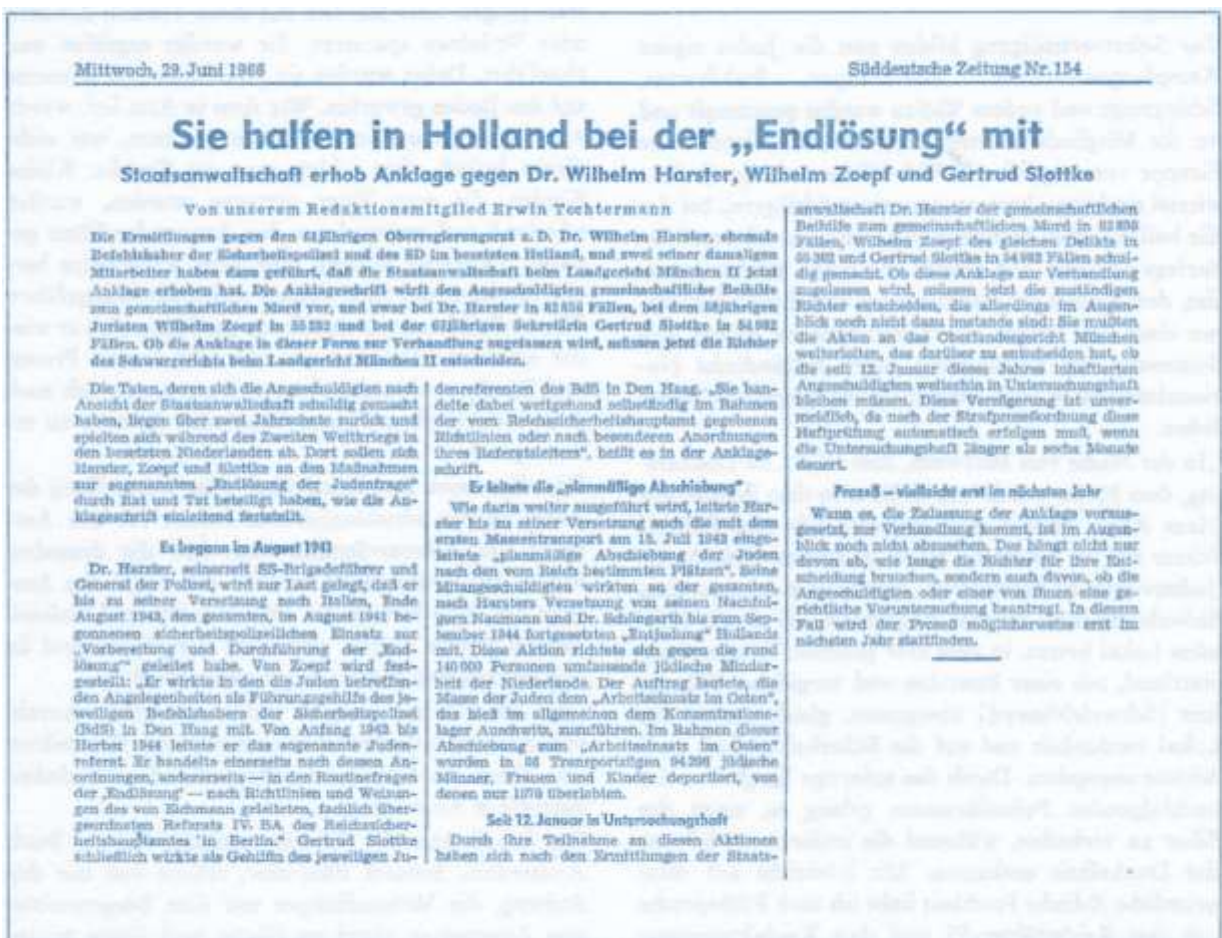 Mittwoch, 29. Juni 1966
Süddeutsche Zeitung Nr. 154
Sie halfen in Holland bei der „Endlösung“ mit
Staatsanwaltschaft erhob Anklage gegen Dr. Wilhelm Harster, Wilhelm Zoepf und Gertrud Slottke
Von unserem Redaktionsmitglied Erwin Tochtermann
Die Ermittlungen gegen den 61jährigen Oberregierungsrat a. D. Dr. Wilhelm Harster, ehemals
Befehlshaber der Sicherheitspolizei und des SD im besetzten Holland, und zwei seiner damaligen
Mitarbeiter haben dazu geführt, daß die Staatsanwaltschaft beim Landgericht München II jetzt
Anklage erhoben hat. Die Anklageschrift wirft den Angeschuldigten gemeinschaftliche Beihilfe
zum gemeinschaftlichen Mord vor, und zwar bei Dr. Harster in Fällen, bei dem
Juristen Wilhelm Zoepf in und bei der Sekretärin Gertrud Slottke in
Fällen. Ob die Anklage in dieser Form zur Verhandlung zugelassen wird, müssen jetzt die Richter
des Schwurgerichts beim Landgericht München II entscheiden.
Die Taten, deren sich die Angeschuldigten nach
Ansicht der Staatsanwaltschaft schuldig gemacht
haben, liegen über zwei Jahrzehnte zurück und
spielten sich während des Zweiten Weltkriegs in
den besetzten Niederlanden ab. Dort sollen sich
Harster, Zoepf und Slottke an den Maßnahmen
zur sogenannten „Endlösung der Judenfrage“
durch Rat und Tat beteiligt haben, wie die An-
klageschrift einleitend feststellt.
Es begann im August
Dr. Harster, seinerzeit SS-Brigadeführer und
General der Polizei, wird zur Last gelegt, daß er
bis zu seiner Versetzung nach Italien, Ende
August 1943, den gesamten, im August 1941 be-
gonnenen sicherheitspolizeilichen Einsatz zur
„Vorbereitung und Durchführung der ‚End-
lösung‘“ geleitet habe. Von Zoepf wird fest-
gestellt: „Er wirkte in den die Juden betreffen-
den Angelegenheiten als Führungsgehilfe des je-
weiligen Befehlshabers der Sicherheitspolizei
(BdS) in Den Haag mit. Von Anfang 1942 bis
Herbst 1944 leitete er das sogenannte Juden-
referat. Er handelte einerseits nach dessen An-
ordnungen, andererseits — in den Routinefragen
der ‚Endlösung‘ — nach Richtlinien und Weisun-
gen des von Eichmann geleiteten, fachlich über-
geordneten Referats IV. des Reichssicher-
heitshauptamtes in Berlin.“ Gertrud Slottke
schließlich wirkte als Gehilfin des jeweiligen Ju-
denreferenten des BdS in Den Haag. „Sie han-
delte dabei weitgehend selbständig im Rahmen
der vom Reichssicherheitshauptamt gegebenen
Richtlinien oder nach besonderen Anordnungen
ihres Referatsleiters“, heißt es in der Anklage-
schrift.
Er leitete die „planmäßige Abschiebung“
Wie darin weiter ausgeführt wird, leitete Har-
ster bis zu seiner Versetzung auch die mit dem
ersten Massentransport am 15. Juli einge-
leitete „planmäßige Abschiebung der Juden
nach den vom Reich bestimmten Plätzen“. Seine
Mitangeschuldigten wirkten an der gesamten,
nach Harsters Versetzung von seinen Nachfol-
gern Naumann und Dr. Schöngarth bis zum Sep-
tember 1944 fortgesetzten „Entjudung“ Hollands
mit. Diese Aktion richtete sich gegen die rund
140 000 Personen umfassende jüdische Minder-
heit der Niederlande. Der Auftrag lautete, die
Masse der Juden dem „Arbeitseinsatz im Osten“,
das hieß im allgemeinen dem Konzentrations-
lager Auschwitz, zuzuführen. Im Rahmen dieser
Abschiebung zum „Arbeitseinsatz im Osten“
wurden in Transportzügen jüdische
Männer, Frauen und Kinder deportiert, von
denen nur 1070 überlebten.
Seit 12. Januar in Untersuchungshaft
Durch ihre Teilnahme an diesen Aktionen
haben sich nach den Ermittlungen der Staats-
anwaltschaft Dr. Harster der gemeinschaftlichen
Beihilfe zum gemeinschaftlichen Mord in
Fällen, Wilhelm Zoepf des gleichen Delikts in
und Gertrud Slottke in Fällen schul-
dig gemacht. Ob diese Anklage zur Verhandlung
zugelassen wird, müssen jetzt die zuständigen
Richter entscheiden, die allerdings im Augen-
blick noch nicht dazu imstande sind: Sie mußten
die Akten an das Oberlandesgericht München
weiterleiten, das darüber zu entscheiden hat, ob
die seit 12. Januar dieses Jahres inhaftierten
Angeschuldigten weiterhin in Untersuchungshaft
bleiben müssen. Diese Verzögerung ist unver-
meidlich, da nach der Strafprozeßordnung diese
Haftprüfung automatisch erfolgen muß, wenn
die Untersuchungshaft länger als sechs Monate
dauert.
Prozeß – vielleicht erst im nächsten Jahr
Wann es, die Zulassung der Anklage voraus-
gesetzt, zur Verhandlung kommt, ist im Augen-
blick noch nicht abzusehen. Das hängt nicht nur
davon ab, wie lange die Richter für ihre Ent-
scheidung brauchen, sondern auch davon, ob die
Angeschuldigten oder einer von ihnen eine ge-
richtliche Voruntersuchung beantragt. In diesem
Fall wird der Prozeß möglicherweise erst im
nächsten Jahr stattfinden.